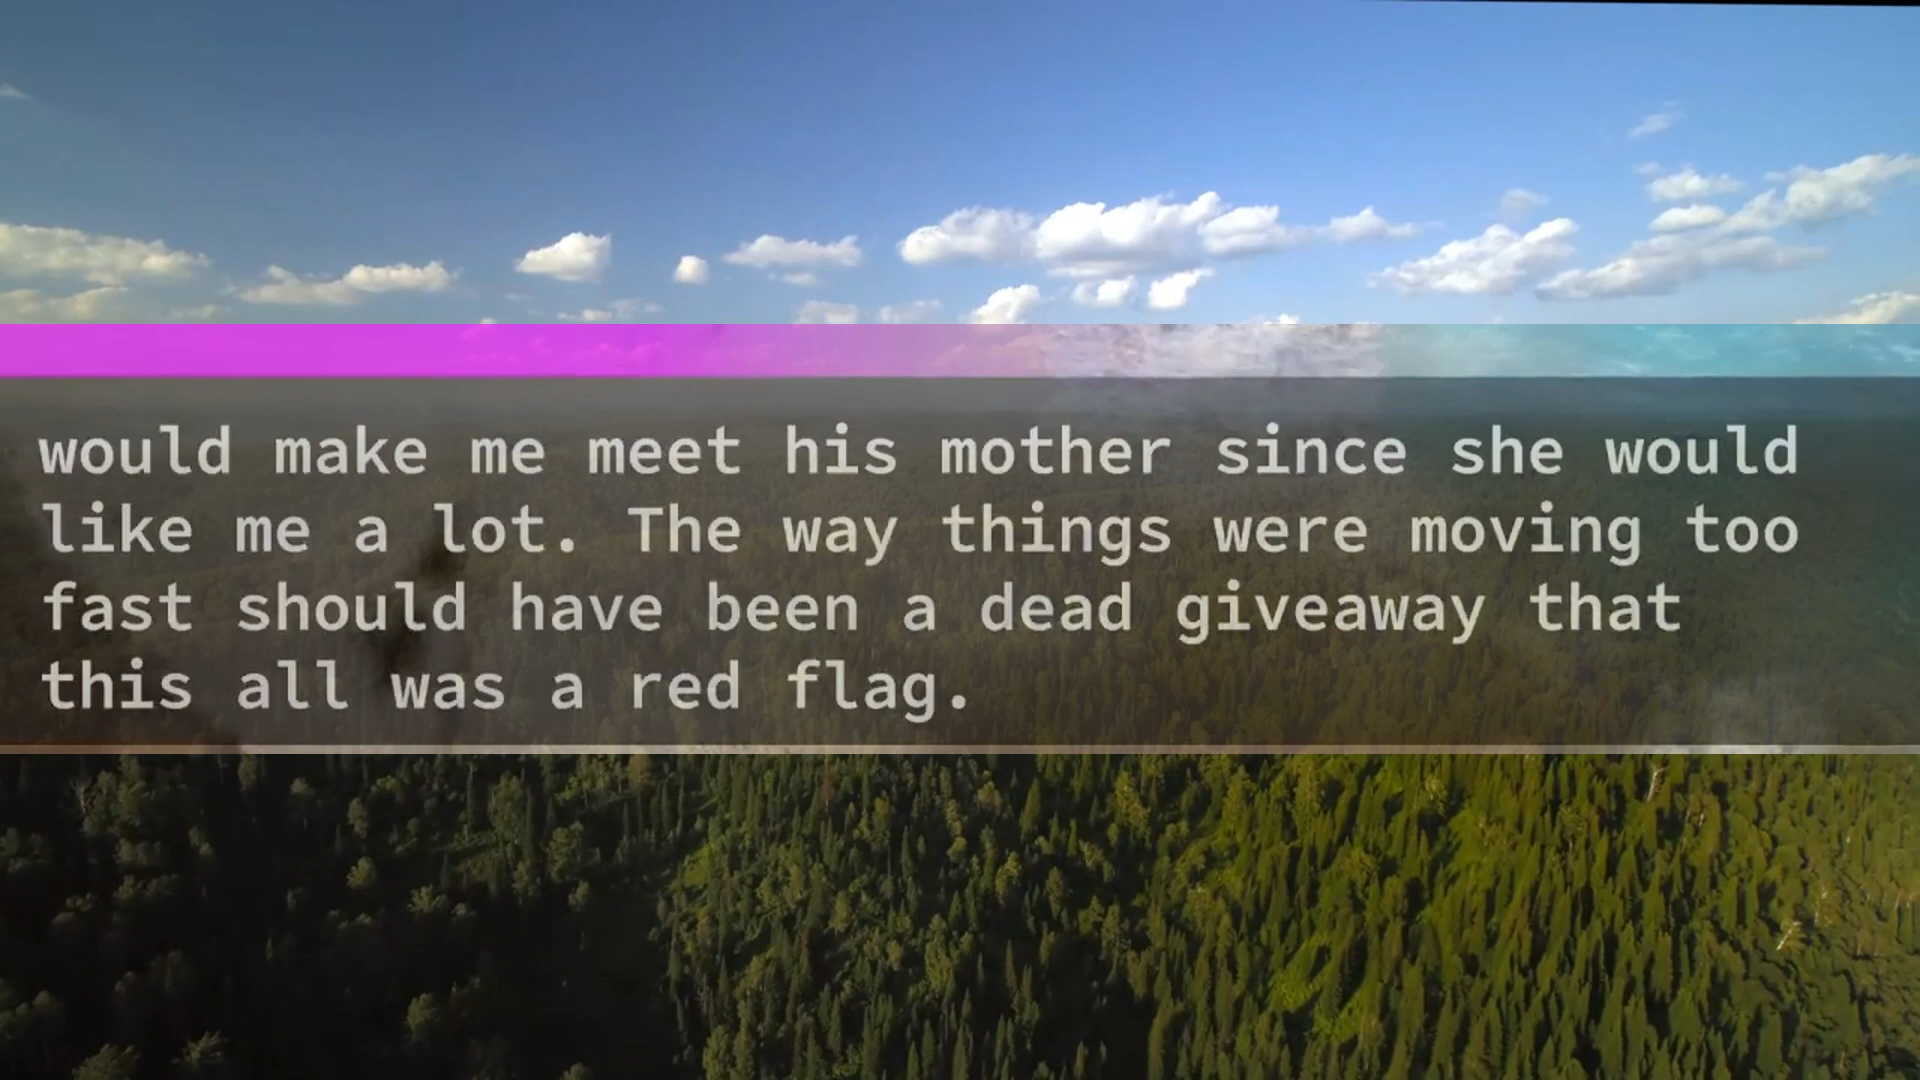 would make me meet his mother since she would
like me a lot. The way things were moving too
fast should have been a dead giveaway that
this all was a red flag.